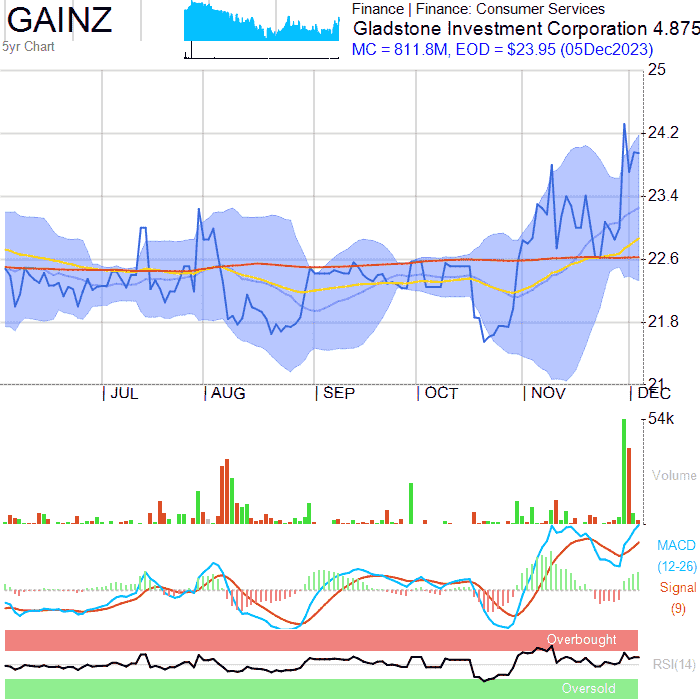 GAINZ
5yr Chart
Finance | Finance: Consumer Services
Gladstone Investment Corporation 4.875
MC = 811.8M, EOD = $23.95 (05Dec2023)
25
24.2
23.4
22.6
21.8
21
JUL AUG SEP OCT NOV DEC
54k
Volume
MACD
(12-26)
Signal
(9)
Overbought
RSI(14)
Oversold